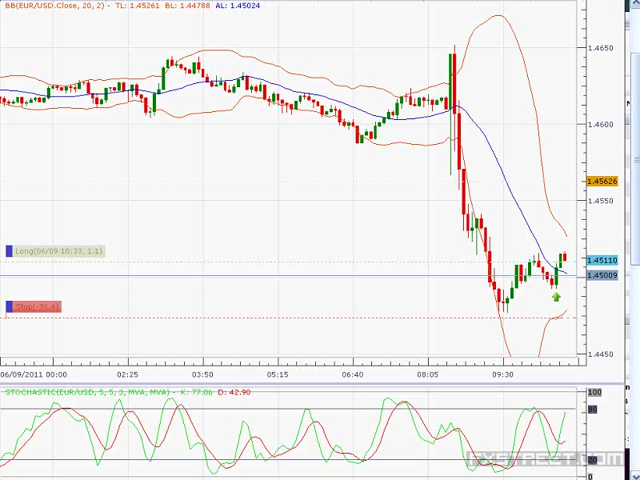 BB(EUR/USD.Close, 20, 2) - TL: 1.45261 BL: 1.44788 AL: 1.45024
1.4650
1.4600
1.45626
1.4550
Long(06/09 10:33, 1.1)
1.45110
1.45009
Stop(-36.4)
1.4450
06/09/2011 00:00 02:25 03:50 05:15 06:40 08:05 09:30
STOCHASTIC(EUR/USD, 5, 5, 3, MVA, MVA) - K: 77.06 D: 42.90
100
80
20
FXSTREET.COM
00